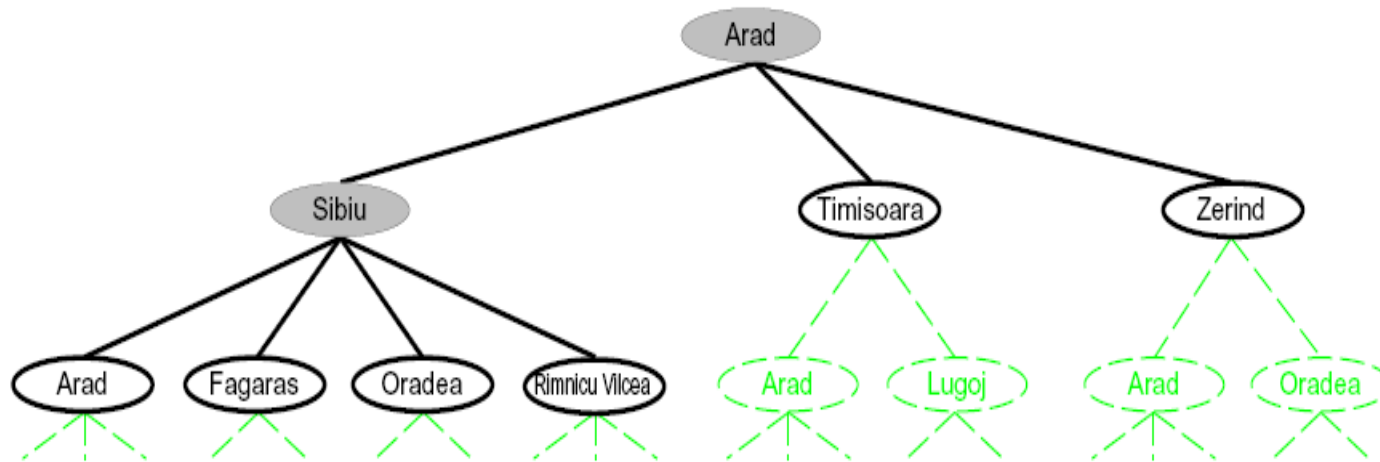 Arad
Sibiu
Timisoara
Zerind
Arad
Fagaras
Oradea
Rimnicu Vilcea
Arad
Lugoj
Arad
Oradea